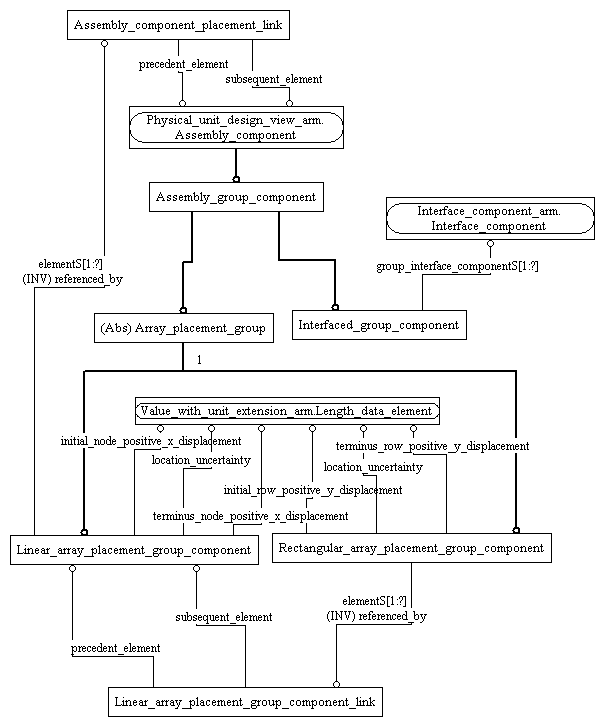 Assembly_component_placement_link
precedent_element
subsequent_element
Physical_unit_design_view_arm.
Assembly_component
Assembly_group_component
Interface_component_arm.
Interface_component
elementS[1:?]
(INV) referenced_by
group_interface_componentS[1:?]
(Abs) Array_placement_group
Interfaced_group_component
1
Value_with_unit_extension_arm.Length_data_element
initial_node_positive_x_displacement
terminus_row_positive_y_displacement
location_uncertainty
location_uncertainty
initial_row_positive_y_displacement
terminus_node_positive_x_displacement
Linear_array_placement_group_component
Rectangular_array_placement_group_component
elementS[1:?]
(INV) referenced_by
subsequent_element
precedent_element
Linear_array_placement_group_component_link